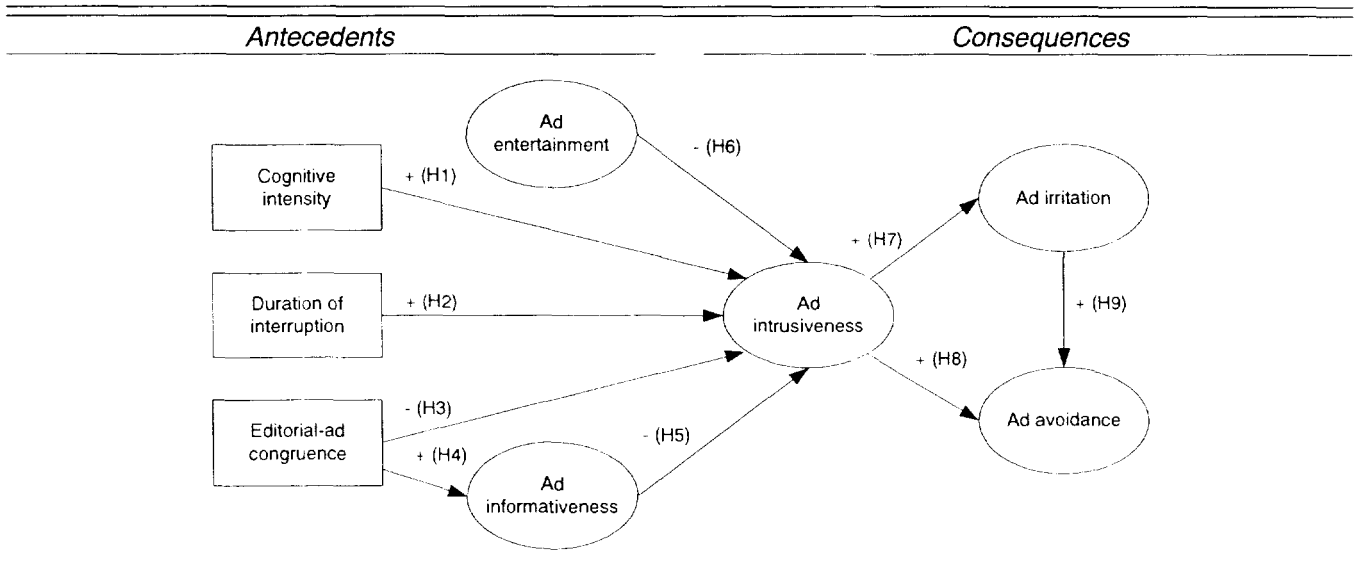 Antecedents
Consequences
Ad
entertainment
- (H6)
Cognitive
intensity
+ (H1)
Ad irritation
+ (H7)
Duration of
interruption
+ (H2)
Ad
intrusiveness
+ (H9)
+ (H8)
Editorial-ad
congruence
- (H3)
+ (H4)
- (H5)
Ad avoidance
Ad
informativeness